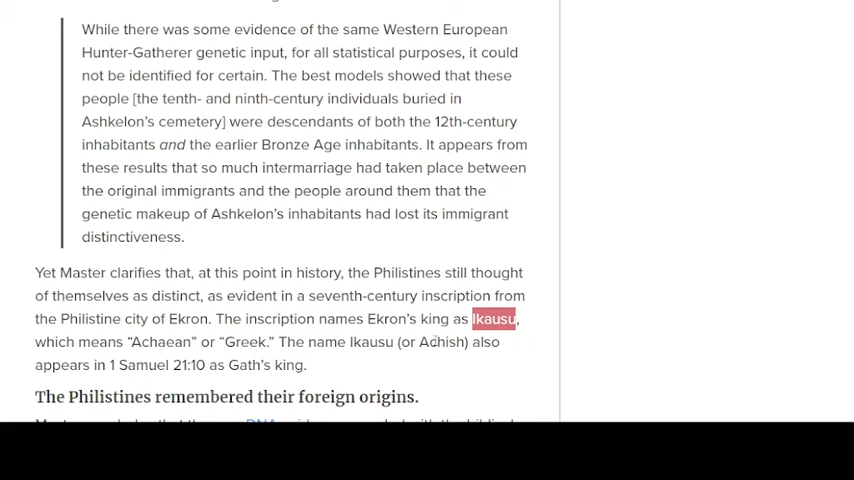 While there was some evidence of the same Western European
Hunter-Gatherer genetic input, for all statistical purposes, it could
not be identified for certain. The best models showed that these
people [the tenth- and ninth-century individuals buried in
Ashkelon’s cemetery] were descendants of both the 12th-century
inhabitants and the earlier Bronze Age inhabitants. It appears from
these results that so much intermarriage had taken place between
the original immigrants and the people around them that the
genetic makeup of Ashkelon’s inhabitants had lost its immigrant
distinctiveness.
Yet Master clarifies that, at this point in history, the Philistines still thought
of themselves as distinct, as evident in a seventh-century inscription from
the Philistine city of Ekron. The inscription names Ekron’s king as Ikausu,
which means “Achaean” or “Greek.” The name Ikausu (or Achish) also
appears in 1 Samuel 21:10 as Gath’s king.
The Philistines remembered their foreign origins.